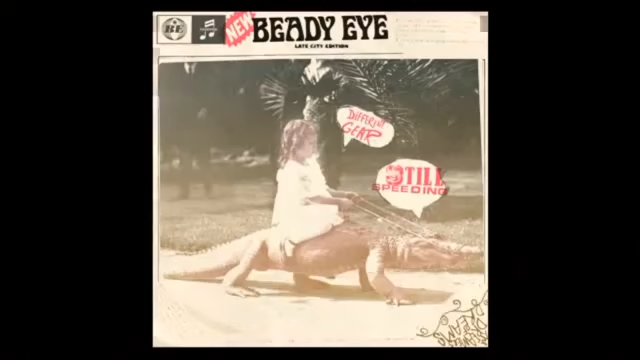 BE
NEW
BEADY EYE
LATE CITY EDITION
DIFFERENT
GEAR
STILL
SPEEDING